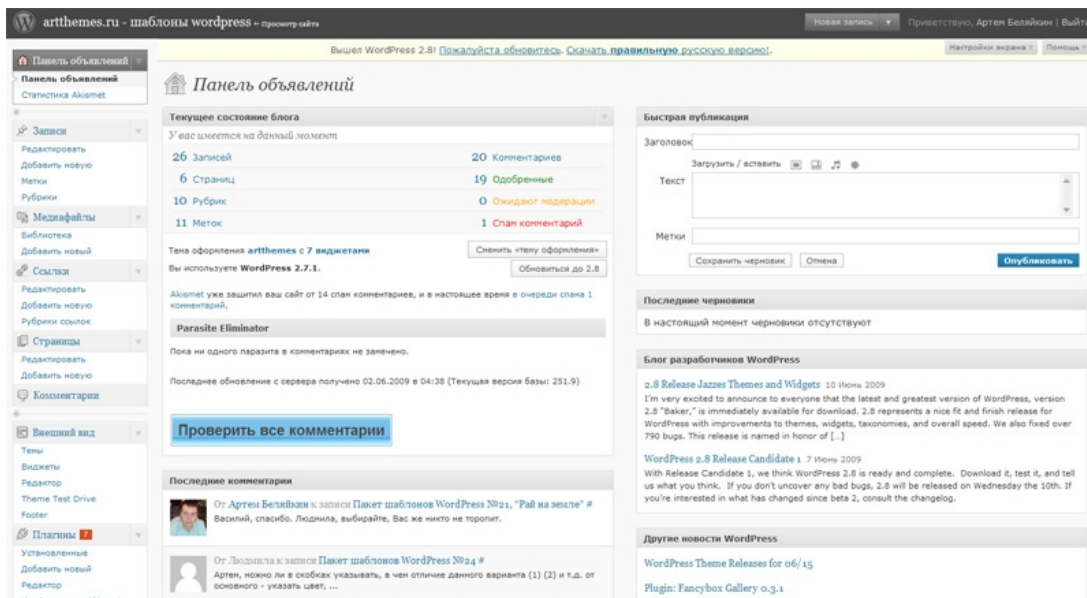 artthemes.ru - шаблоны wordpress ← Просмотр сайта
Новая запись
Приветствую, Артем Беляйкин | Выйти
Вышел WordPress 2.8! Пожалуйста обновитесь. Скачать правильную русскую версию!.
Настройки экрана
Помощь
Панель объявлений
Панель объявлений
Статистика Akismet
Записи
Редактировать
Добавить новую
Метки
Рубрики
Медиафайлы
Библиотека
Добавить новый
Ссылки
Редактировать
Добавить новую
Рубрики ссылок
Страницы
Редактировать
Добавить новую
Комментарии
Внешний вид
Темы
Виджеты
Редактор
Theme Test Drive
Footer
Плагины 7
Установленные
Добавить новый
Редактор
Панель объявлений
Текущее состояние блога
У вас имеется на данный момент
26 Записей
20 Комментариев
6 Страниц
19 Одобренные
10 Рубрик
0 Ожидают модерации
11 Меток
1 Спам комментарий
Тема оформления artthemes с 7 виджетами
Сменить «тему оформления»
Вы используете WordPress 2.7.1.
Обновиться до 2.8
Akismet уже защитил ваш сайт от 14 спам комментариев, и в настоящее время в очереди спама 1
комментарий.
Parasite Eliminator
Пока ни одного паразита в комментариях не замечено.
Последнее обновление с сервера получено 02.06.2009 в 04:38 (Текущая версия базы: 251.9)
Проверить все комментарии
Последние комментарии
От Артем Беляйкин к записи Пакет шаблонов WordPress №21, "Рай на земле" #
Василий, спасибо. Людмила, выбирайте, Вас же никто не торопит.
От Людмила к записи Пакет шаблонов WordPress №24 #
Артем, можно ли в скобках указывать, в чем отличие данного варианта (1) (2) и т.д. от
основного - указать цвет, ...
Быстрая публикация
Заголовок
Загрузить / вставить
Текст
Метки
Сохранить черновик
Отмена
Опубликовать
Последние черновики
В настоящий момент черновики отсутствуют
Блог разработчиков WordPress
2.8 Release Jazzes Themes and Widgets 10 Июнь 2009
I'm very excited to announce to everyone that the latest and greatest version of WordPress, version
2.8 "Baker," is immediately available for download. 2.8 represents a nice fit and finish release for
WordPress with improvements to themes, widgets, taxonomies, and overall speed. We also fixed over
790 bugs. This release is named in honor of [...]
WordPress 2.8 Release Candidate 1 7 Июнь 2009
With Release Candidate 1, we think WordPress 2.8 is ready and complete. Download it, test it, and tell
us what you think. If you don't uncover any bad bugs, 2.8 will be released on Wednesday the 10th. If
you're interested in what has changed since beta 2, consult the changelog.
Другие новости WordPress
WordPress Theme Releases for 06/15
Plugin: Fancybox Gallery 0.3.1